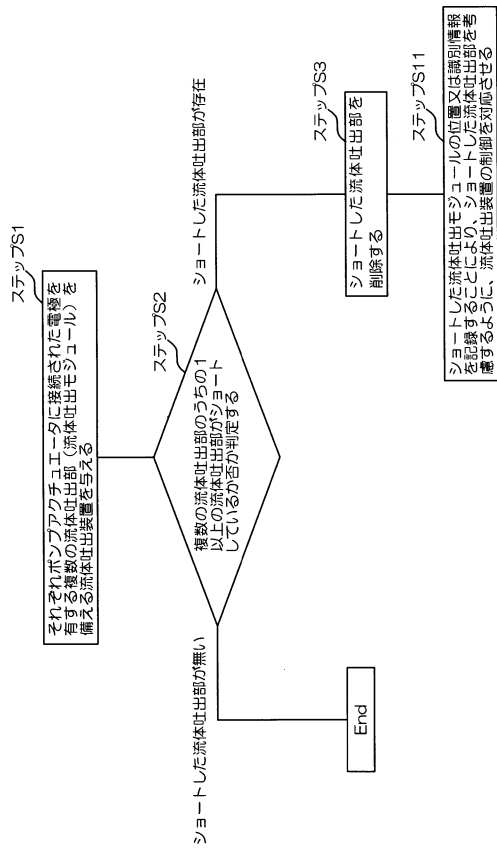 ステップS1
それぞれポンプアクチュエータに接続された電極を
有する複数の流体吐出部（流体吐出モジュール）を
備える流体吐出装置を与える
ステップS2
複数の流体吐出部のうちの1
以上の流体吐出部がショート
しているか否か判定する
ショートした流体吐出部が無い
End
ショートした流体吐出部が存在
ステップS3
ショートした流体吐出部を
削除する
ステップS11
ショートした流体吐出モジュールの位置又は識別情報
を記録することにより、ショートした流体吐出部を考
慮するように、流体吐出装置の制御を対応させる